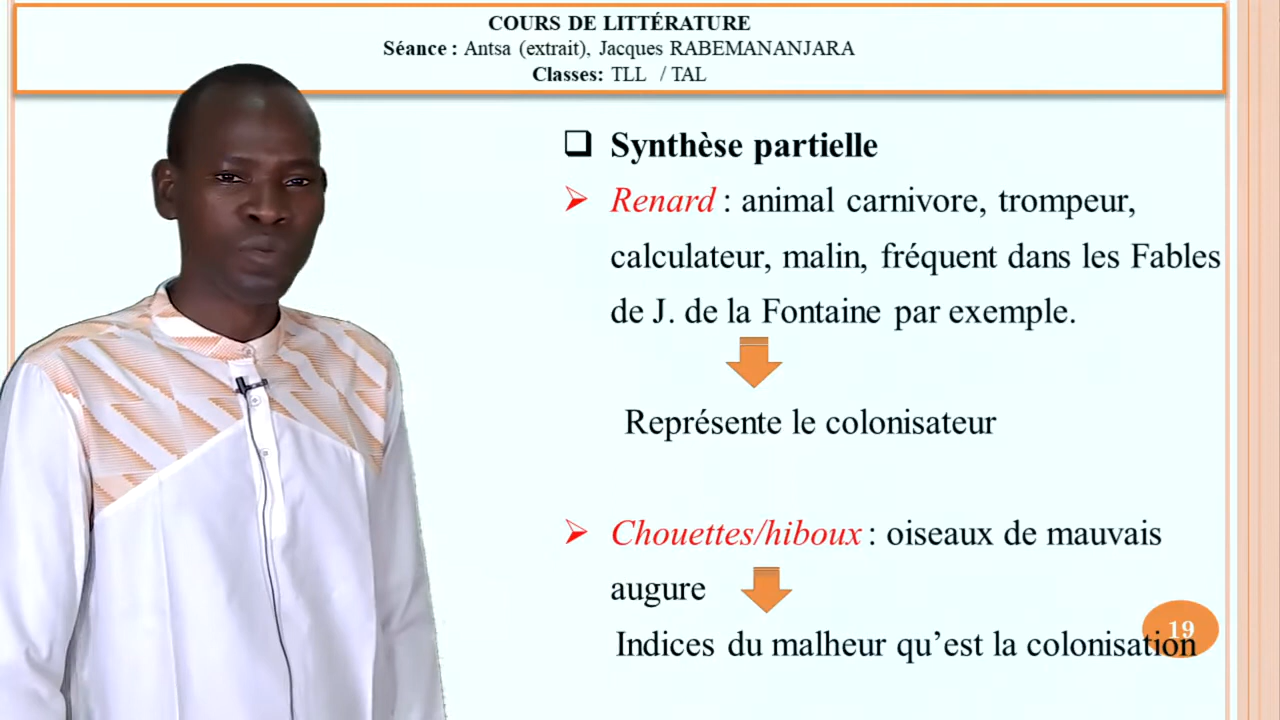 COURS DE LITTÉRATURE
Séance : Antsa (extrait), Jacques RABEMANANJARA
Classes: TLL / TAL
Synthèse partielle
Renard : animal carnivore, trompeur,
calculateur, malin, fréquent dans les Fables
de J. de la Fontaine par exemple.
Représente le colonisateur
Chouettes/hiboux : oiseaux de mauvais
augure
Indices du malheur qu’est la colonisation
19